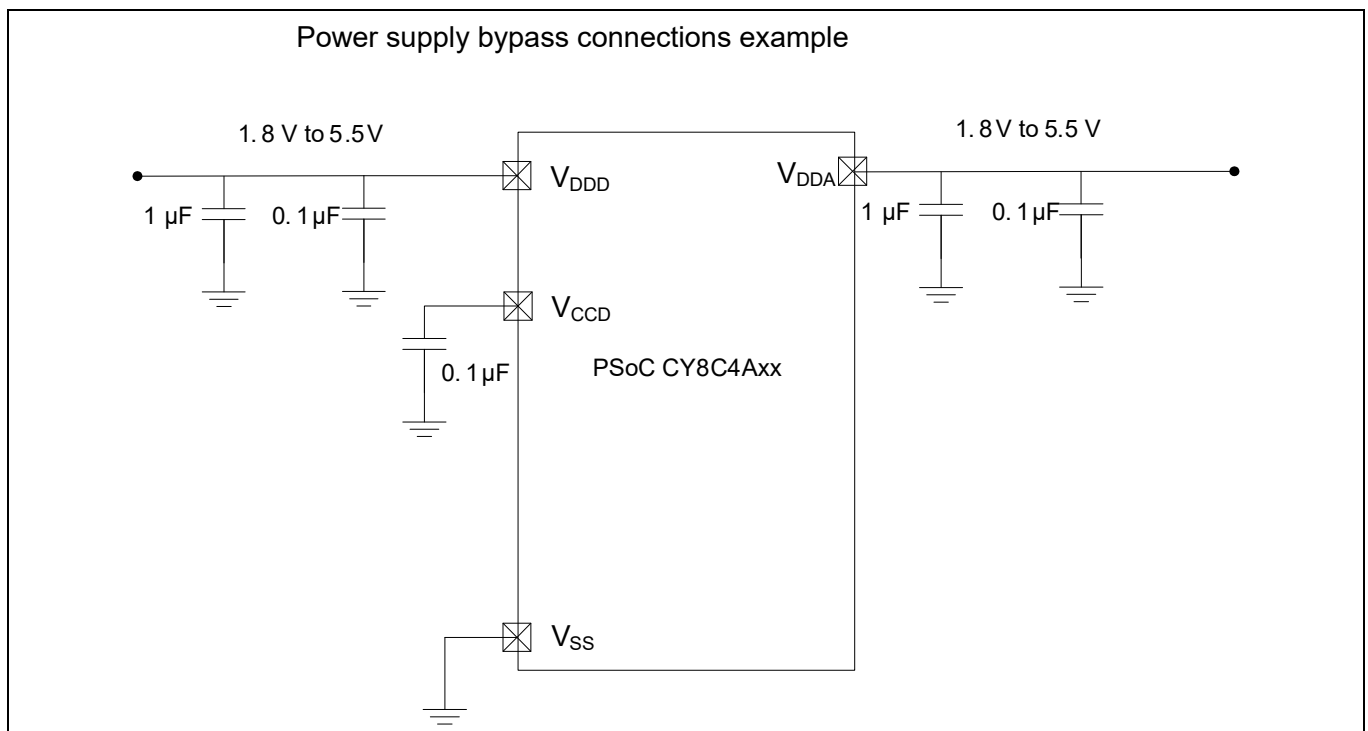 Power supply bypass connections example
1. 8 V to 5.5V
1. 8V to 5.5 V
VDDD
VDDA
1 µF
0. 1µF
1 µF
0. 1µF
VCCD
0. 1µF
PSoC CY8C4Axx
VSS